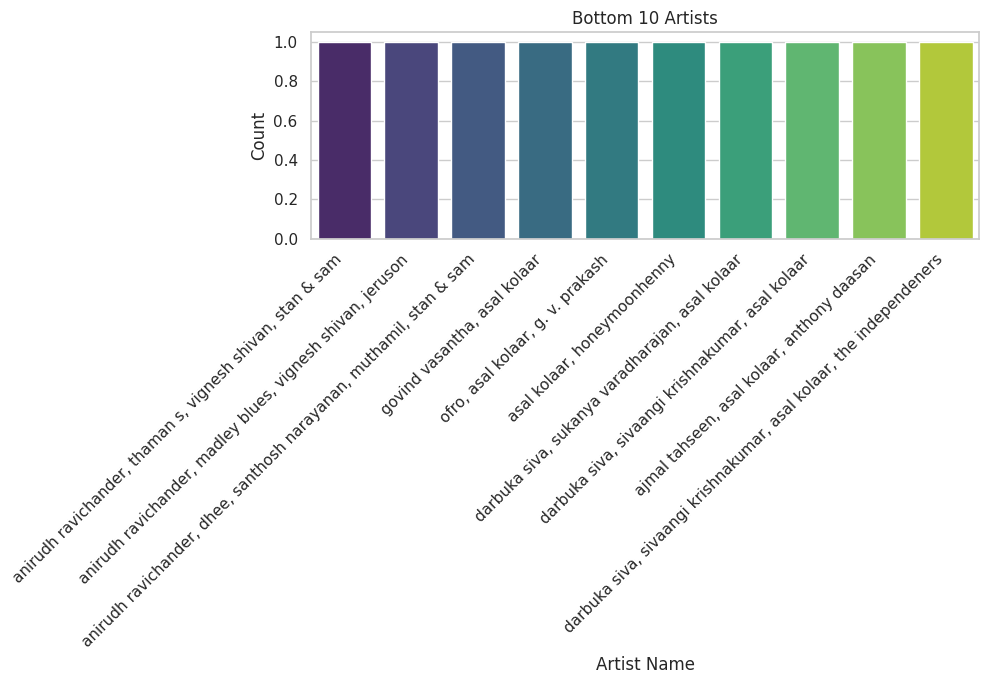 Bottom 10 Artists
Count
1.0
0.8
0.6
0.4
0.2
0.0
anirudh ravichander, thaman s, vignesh shivan, stan & sam
anirudh ravichander, madley blues, vignesh shivan, jeruson
anirudh ravichander, dhee, santhosh narayanan, muthamil, stan & sam
govind vasantha, asal kolaar
ofro, asal kolaar, g. v. prakash
asal kolaar, honeymoonhenny
darbuka siva, sukanya varadharajan, asal kolaar
darbuka siva, sivaangi krishnakumar, asal kolaar
ajmal tahseen, asal kolaar, anthony daasan
darbuka siva, sivaangi krishnakumar, asal kolaar, the independeners
Artist Name